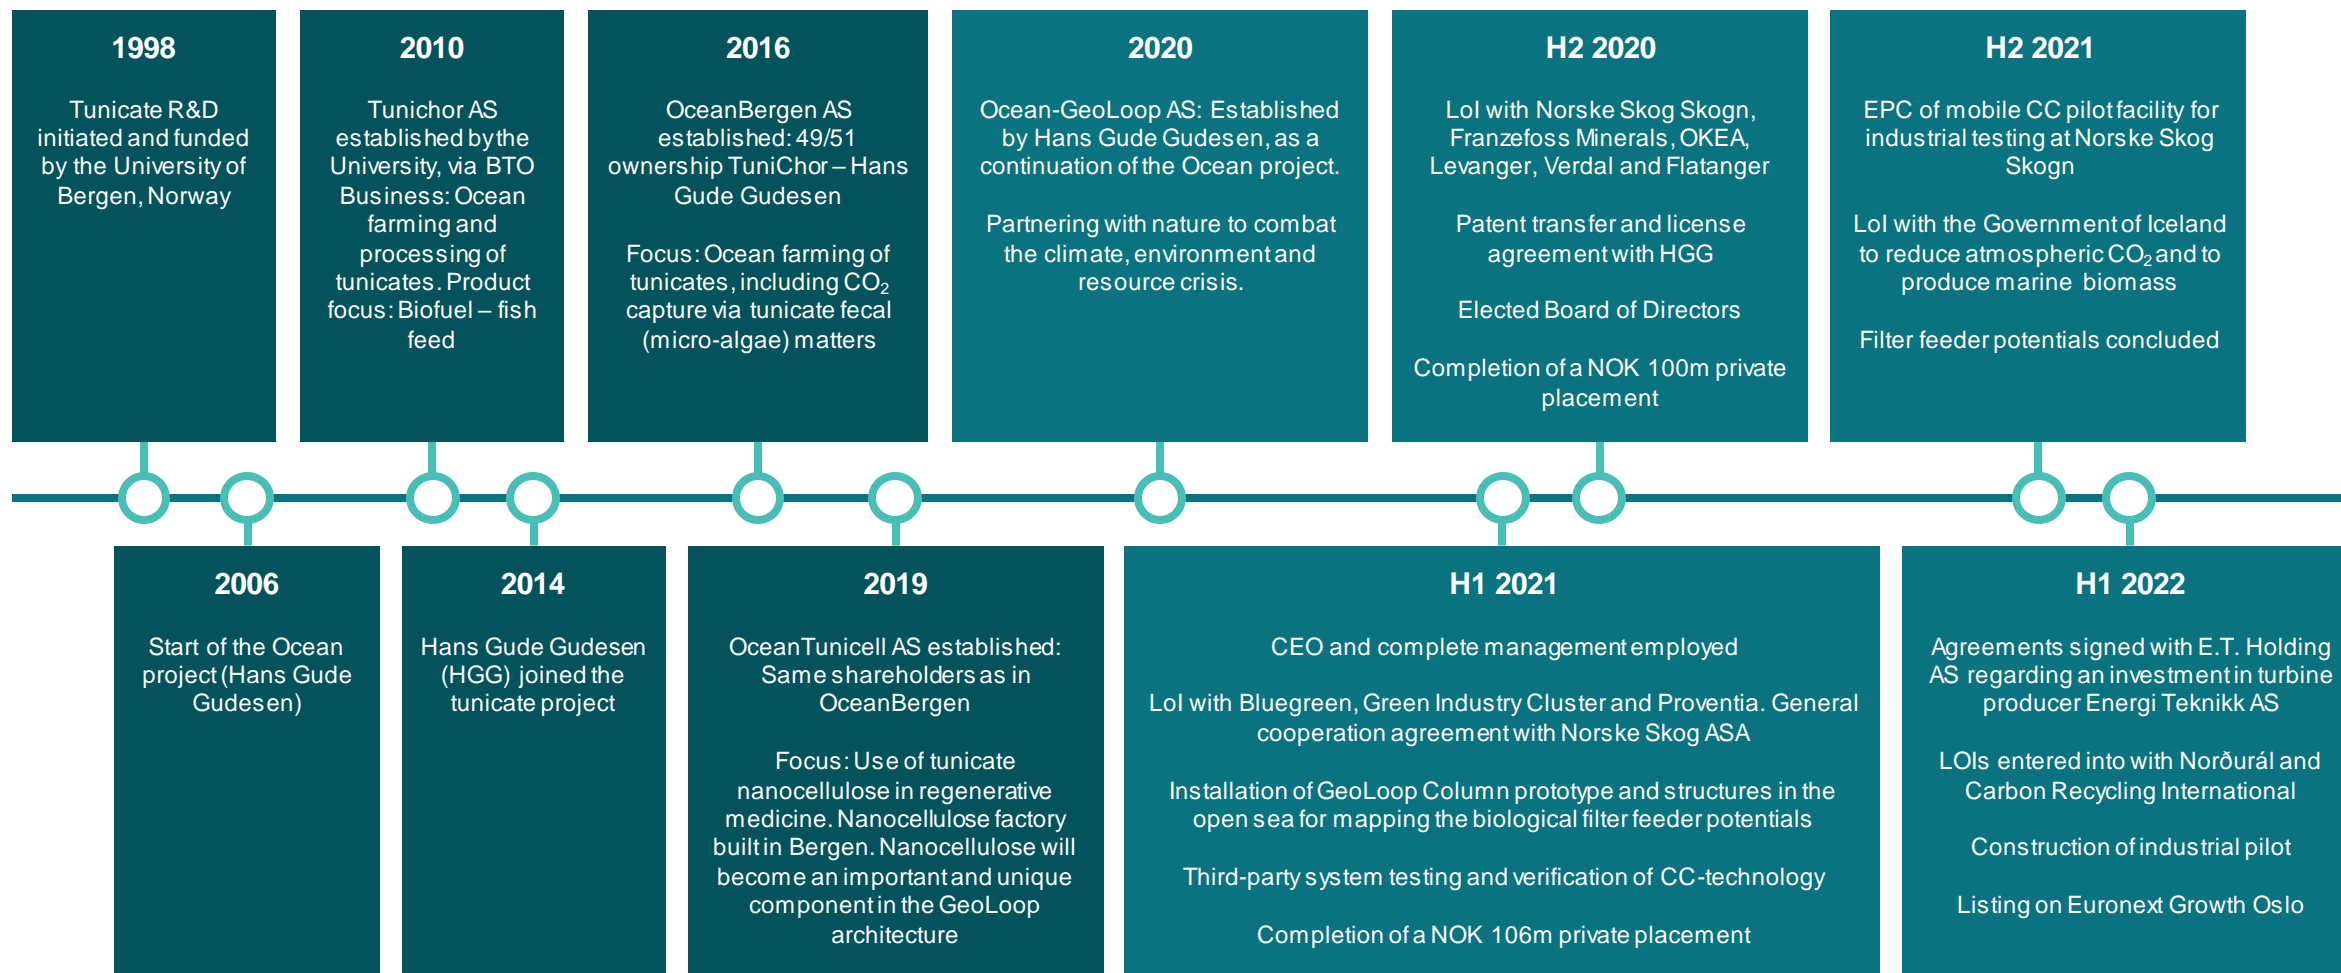 1998
Tunicate R&D
initiated and funded
by the University of
Bergen, Norway
2010
Tunichor AS
established by the
University, via BTO
Business: Ocean
farming and
processing of
tunicates. Product
focus: Biofuel – fish
feed
2016
OceanBergen AS
established: 49/51
ownership TuniChor – Hans
Gude Gudesen
Focus: Ocean farming of
tunicates, including CO₂
capture via tunicate fecal
(micro-algae) matters
2020
Ocean-GeoLoop AS: Established
by Hans Gude Gudesen, as a
continuation of the Ocean project.
Partnering with nature to combat
the climate, environment and
resource crisis.
H2 2020
LoI with Norske Skog Skogn,
Franzefoss Minerals, OKEA,
Levanger, Verdal and Flatanger
Patent transfer and license
agreement with HGG
Elected Board of Directors
Completion of a NOK 100m private
placement
H2 2021
EPC of mobile CC pilot facility for
industrial testing at Norske Skog
Skogn
LoI with the Government of Iceland
to reduce atmospheric CO₂ and to
produce marine biomass
Filter feeder potentials concluded
2006
Start of the Ocean
project (Hans Gude
Gudesen)
2014
Hans Gude Gudesen
(HGG) joined the
tunicate project
2019
OceanTunicell AS established:
Same shareholders as in
OceanBergen
Focus: Use of tunicate
nanocellulose in regenerative
medicine. Nanocellulose factory
built in Bergen. Nanocellulose will
become an important and unique
component in the GeoLoop
architecture
H1 2021
CEO and complete management employed
LoI with Bluegreen, Green Industry Cluster and Proventia. General
cooperation agreement with Norske Skog ASA
Installation of GeoLoop Column prototype and structures in the
open sea for mapping the biological filter feeder potentials
Third-party system testing and verification of CC-technology
Completion of a NOK 106m private placement
H1 2022
Agreements signed with E.T. Holding
AS regarding an investment in turbine
producer Energi Teknikk AS
LOIs entered into with Norðurál and
Carbon Recycling International
Construction of industrial pilot
Listing on Euronext Growth Oslo